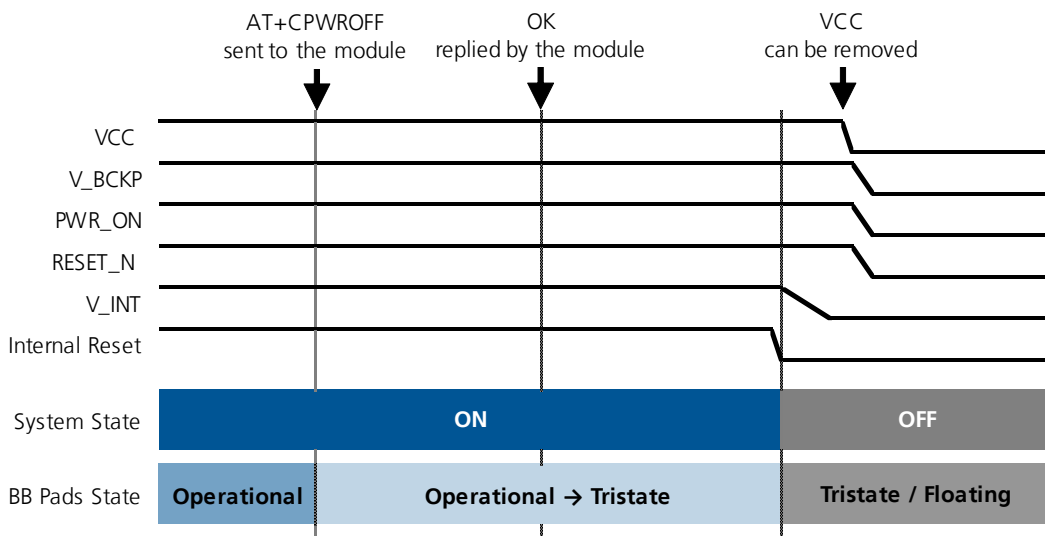 AT+CPWROFF
sent to the module
OK
replied by the module
VCC
can be removed
VCC
V_BCKP
PWR_ON
RESET_N
V_INT
Internal Reset
System State
ON
OFF
BB Pads State
Operational
Operational → Tristate
Tristate / Floating